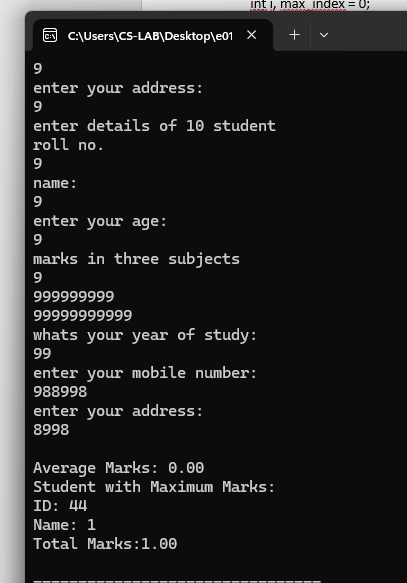 int i, max_index = 0;
C:\Users\CS-LAB\Desktop\e01
9
enter your address:
9
enter details of 10 student
roll no.
9
name:
9
enter your age:
9
marks in three subjects
9
999999999
99999999999
whats your year of study:
99
enter your mobile number:
988998
enter your address:
8998
Average Marks: 0.00
Student with Maximum Marks:
ID: 44
Name: 1
Total Marks:1.00